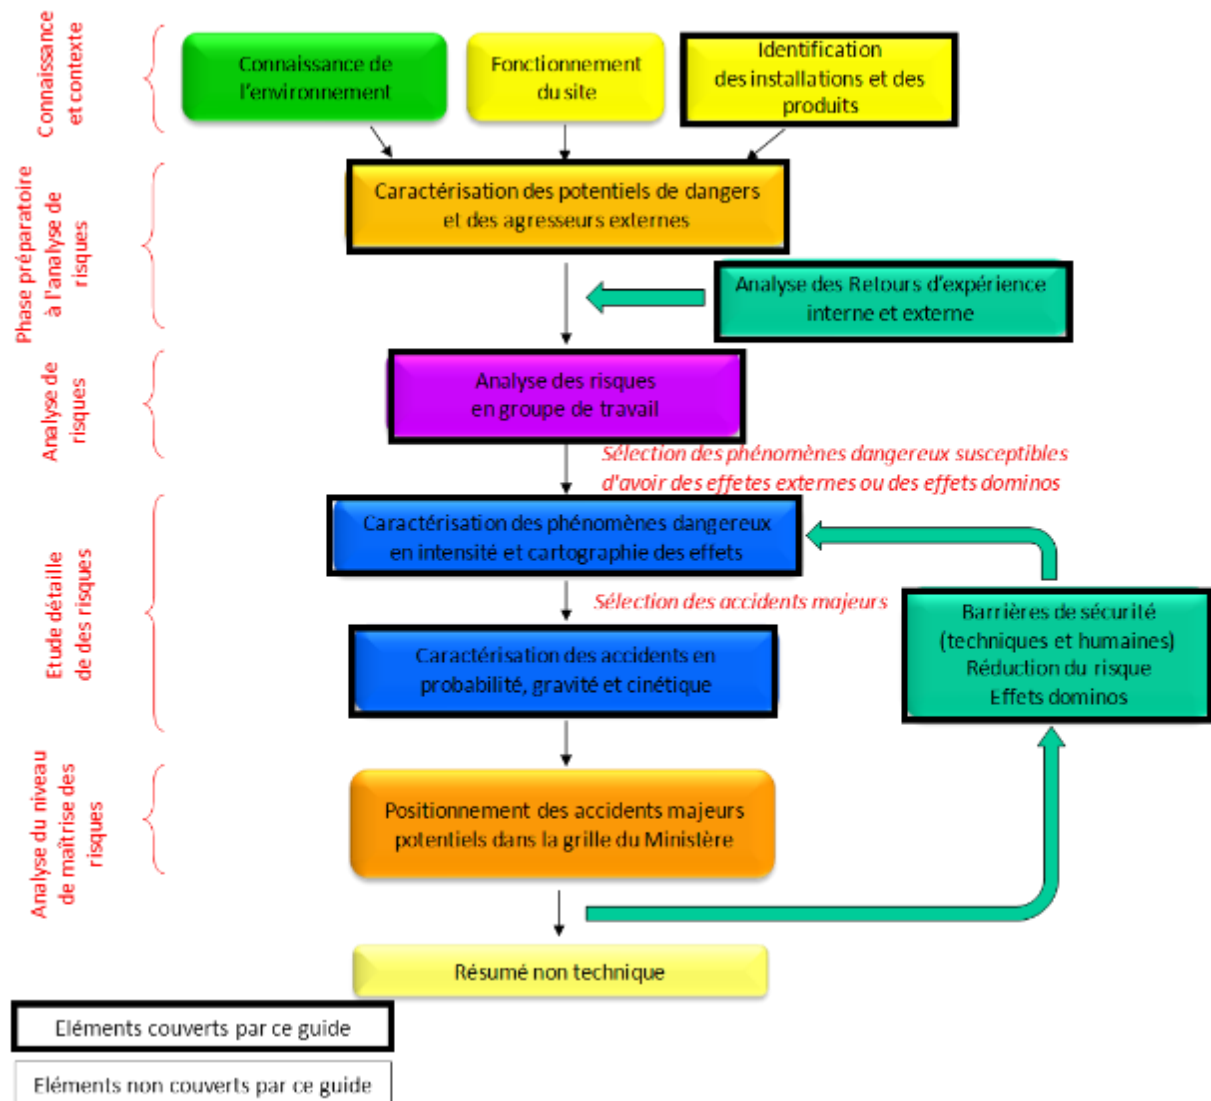 Connaissance
et contexte
Connaissance de
l'environnement
Fonctionnement
du site
Identification
des installations et des
produits
Phase préparatoire
à l'analyse de
risques
Caractérisation des potentiels de dangers
et des agresseurs externes
Analyse des Retours d'expérience
interne et externe
Analyse de
risques
Analyse des risques
en groupe de travail
Sélection des phénomènes dangereux susceptibles
d'avoir des effetes externes ou des effets dominos
Etude détaille
de des risques
Caractérisation des phénomènes dangereux
en intensité et cartographie des effets
Sélection des accidents majeurs
Barrières de sécurité
(techniques et humaines)
Réduction du risque
Effets dominos
Caractérisation des accidents en
probabilité, gravité et cinétique
Analyse du niveau
de maîtrise des
risques
Positionnement des accidents majeurs
potentiels dans la grille du Ministère
Résumé non technique
Eléments couverts par ce guide
Eléments non couverts par ce guide